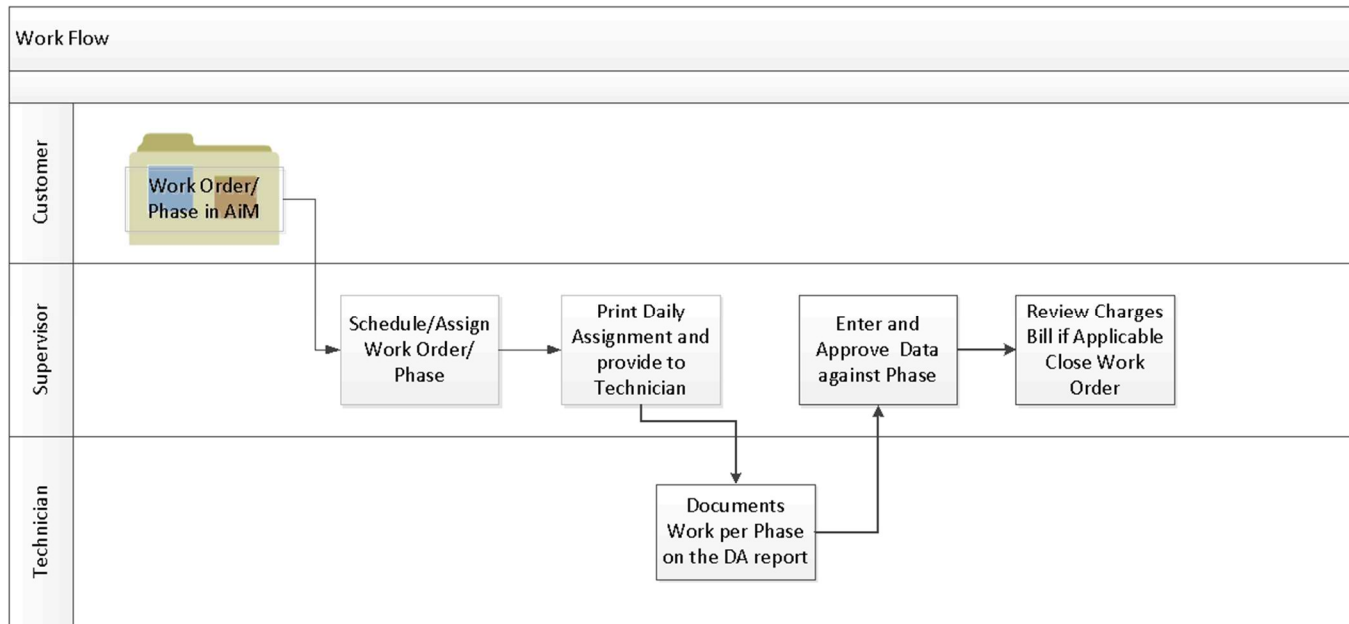 Work Flow
Customer
Work Order/
Phase in AiM
Supervisor
Schedule/Assign
Work Order/
Phase
Print Daily
Assignment and
provide to
Technician
Enter and
Approve Data
against Phase
Review Charges
Bill if Applicable
Close Work
Order
Technician
Documents
Work per Phase
on the DA report